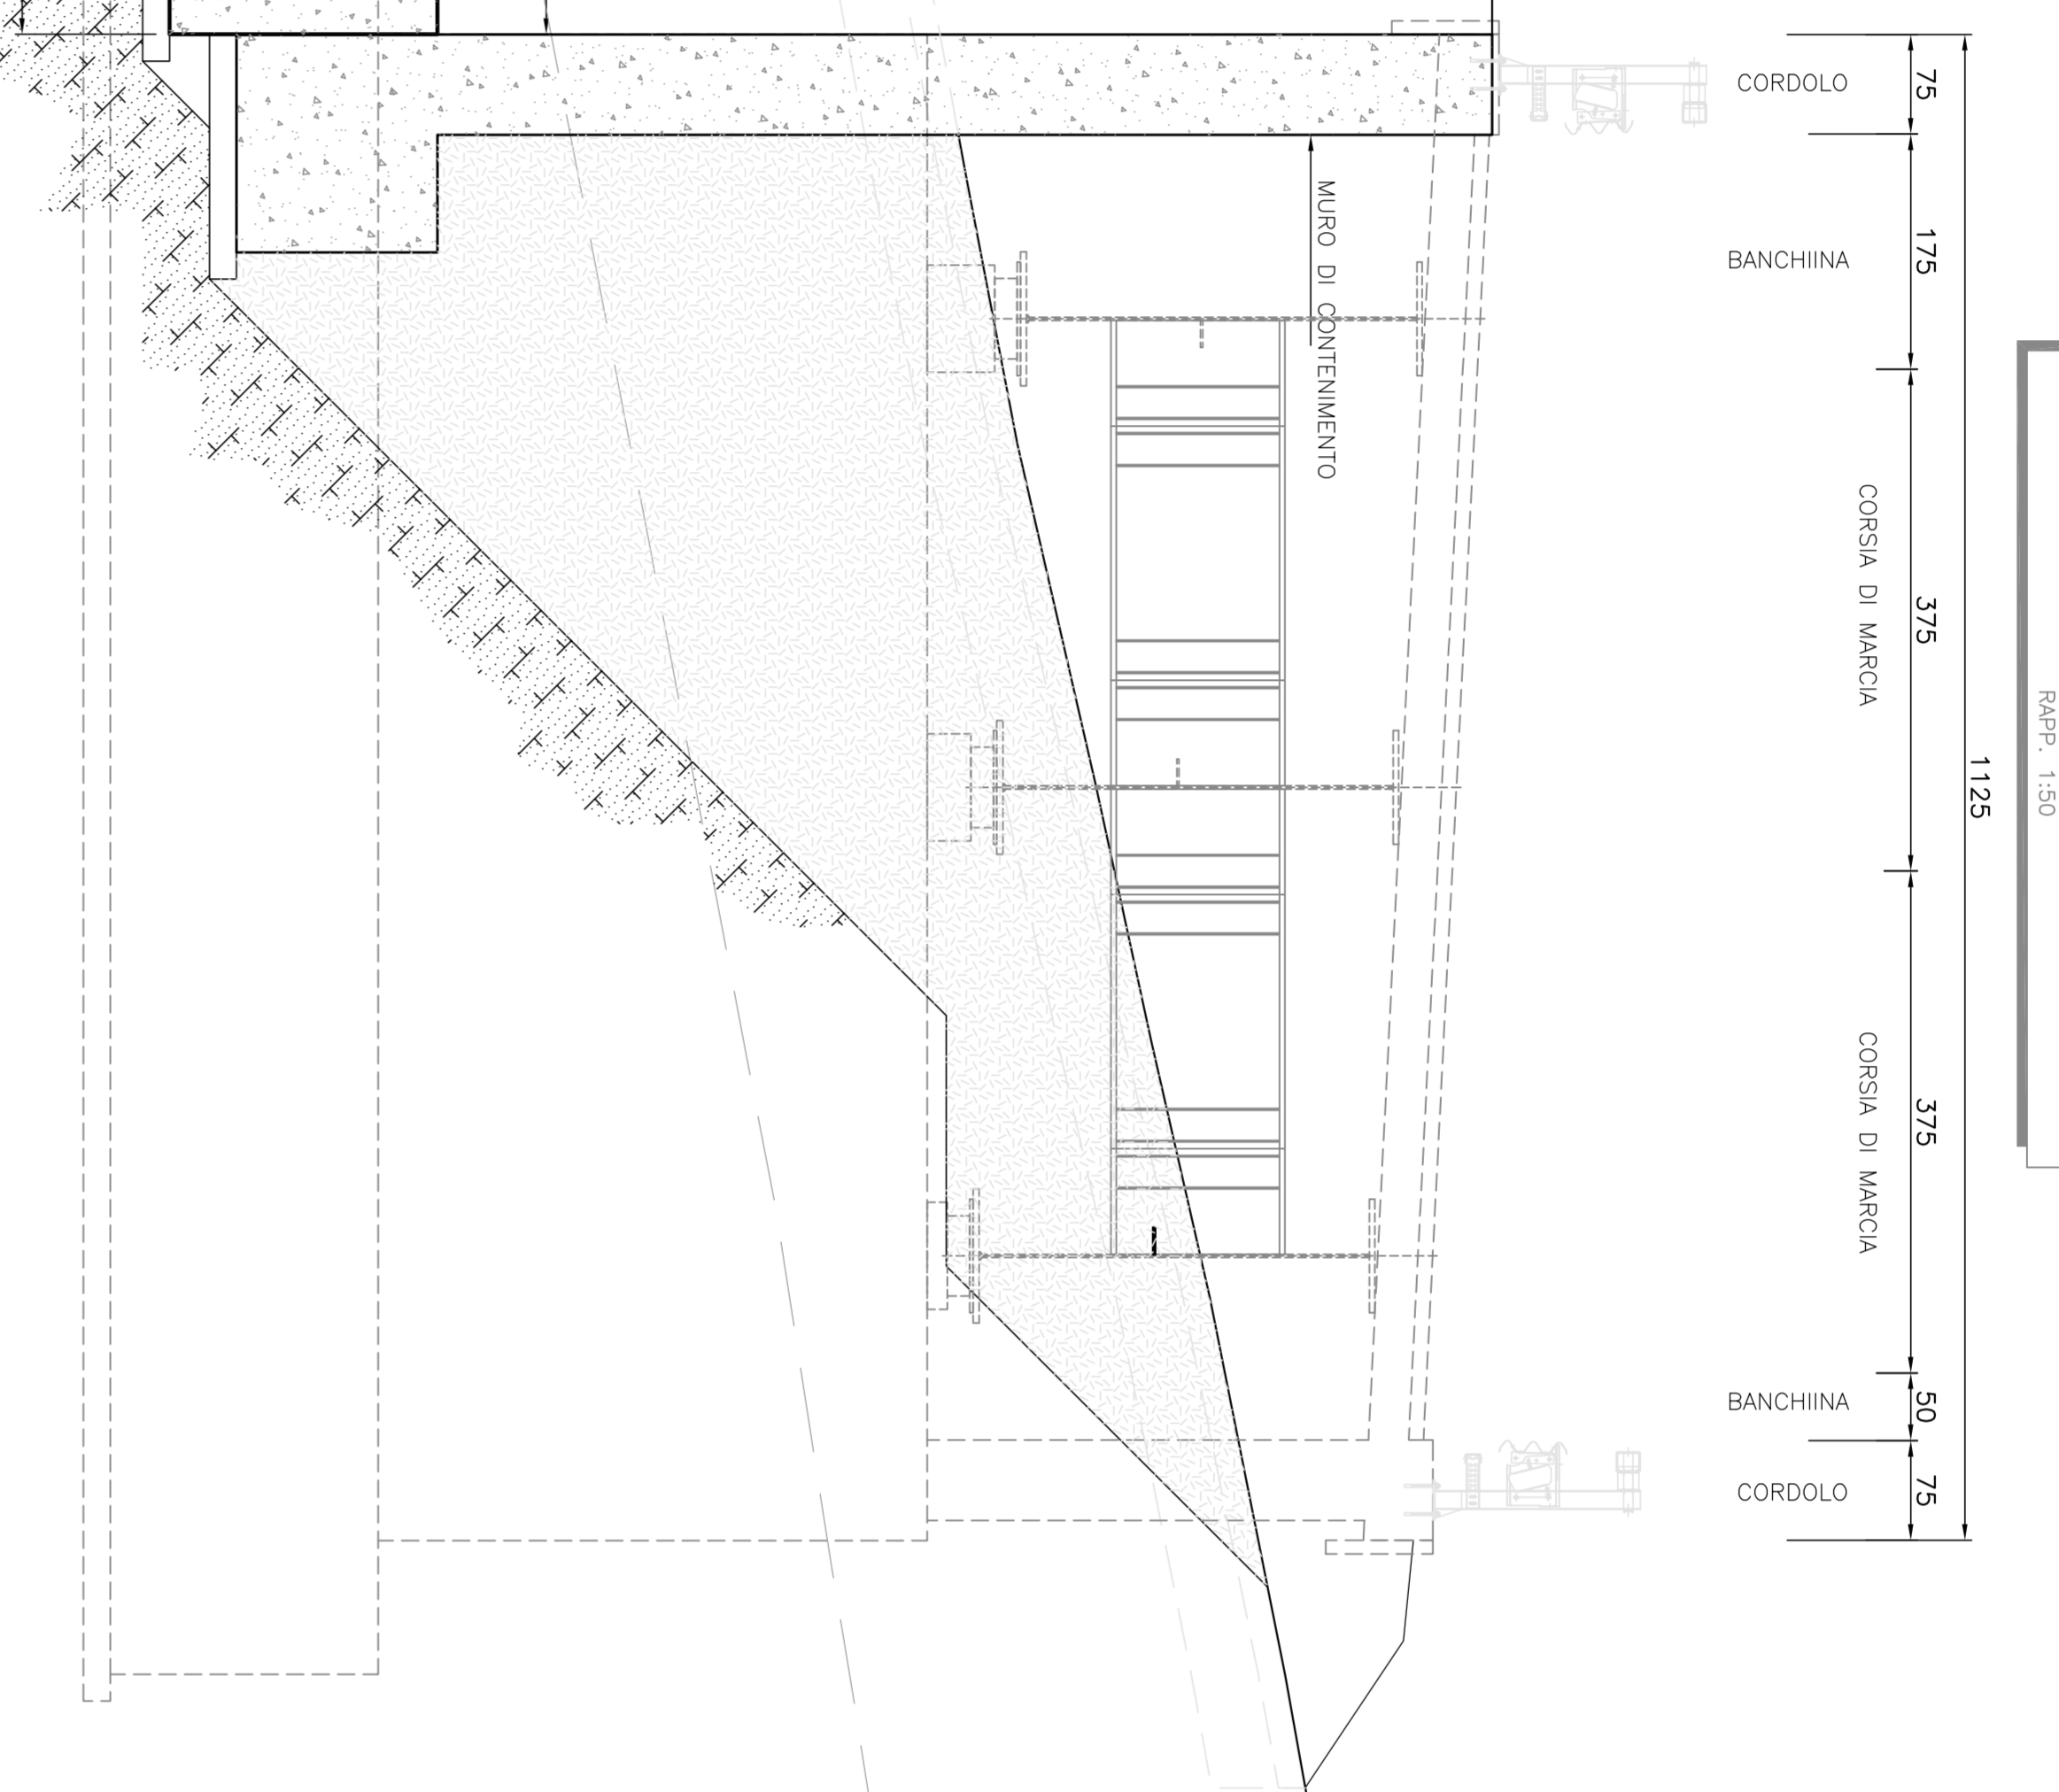 RAPP. 1:50
1125
75
175
375
375
50
75
CORDOLO
BANCHIINA
CORSIA DI MARCIA
CORSIA DI MARCIA
BANCHIINA
CORDOLO
MURO DI CONTENIMENTO